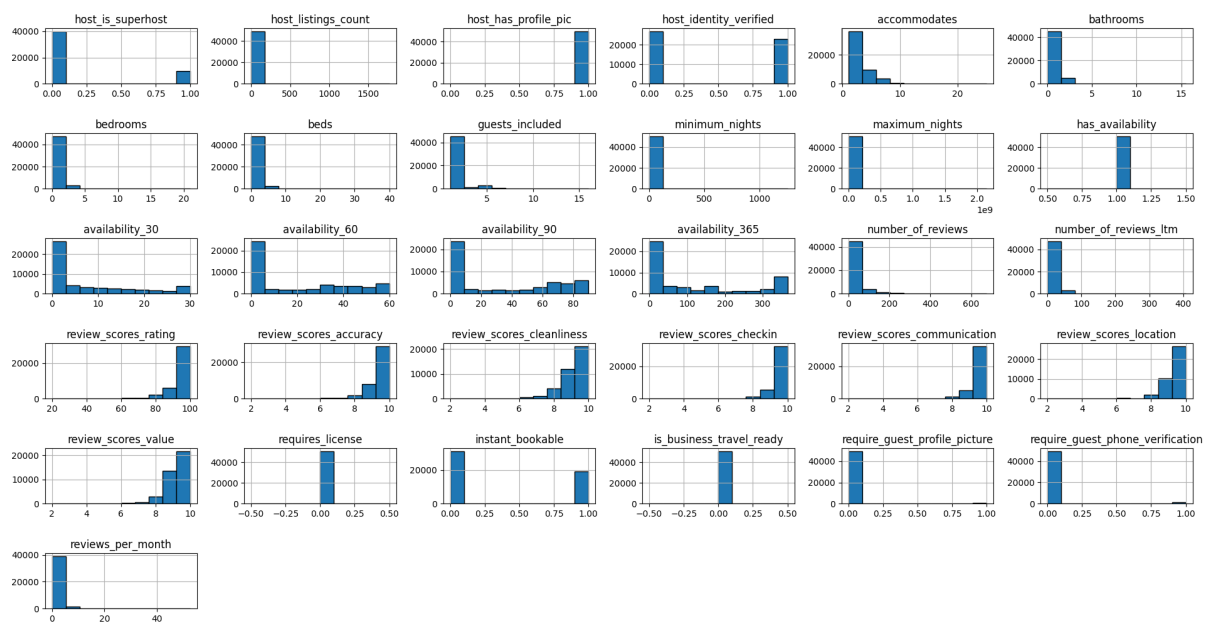 host_is_superhost host_listings_count host_has_profile_pic host_identity_verified accommodates bathrooms
40000 20000 0 40000 20000 0 40000 20000 0 20000 10000 0 20000 0 40000 20000 0
0.00 0.25 0.50 0.75 1.00 0 500 1000 1500 0.00 0.25 0.50 0.75 1.00 0.00 0.25 0.50 0.75 1.00 0 10 20 0 5 10 15
bedrooms beds guests_included minimum_nights maximum_nights has_availability
40000 20000 0 40000 20000 0 40000 20000 0 40000 20000 0 40000 20000 0 40000 20000 0
0 5 10 15 20 0 10 20 30 40 5 10 15 0 500 1000 0.0 0.5 1.0 1.5 2.0 0.50 0.75 1.00 1.25 1.50
1e9
availability_30 availability_60 availability_90 availability_365 number_of_reviews number_of_reviews_ltm
20000 10000 0 20000 10000 0 20000 10000 0 20000 10000 0 40000 20000 0 40000 20000 0
0 10 20 30 0 20 40 60 0 20 40 60 80 0 100 200 300 0 200 400 600 0 100 200 300 400
review_scores_rating review_scores_accuracy review_scores_cleanliness review_scores_checkin review_scores_communication review_scores_location
20000 10000 0 20000 0 20000 10000 0 20000 0 20000 0 20000 10000 0
20 40 60 80 100 2 4 6 8 10 2 4 6 8 10 2 4 6 8 10 2 4 6 8 10 2 4 6 8 10
review_scores_value requires_license instant_bookable is_business_travel_ready require_guest_profile_picture require_guest_phone_verification
20000 10000 0 40000 20000 0 20000 0 40000 20000 0 40000 20000 0 40000 20000 0
2 4 6 8 10 −0.50 −0.25 0.00 0.25 0.50 0.00 0.25 0.50 0.75 1.00 −0.50 −0.25 0.00 0.25 0.50 0.00 0.25 0.50 0.75 1.00 0.00 0.25 0.50 0.75 1.00
reviews_per_month
40000 20000 0
0 20 40